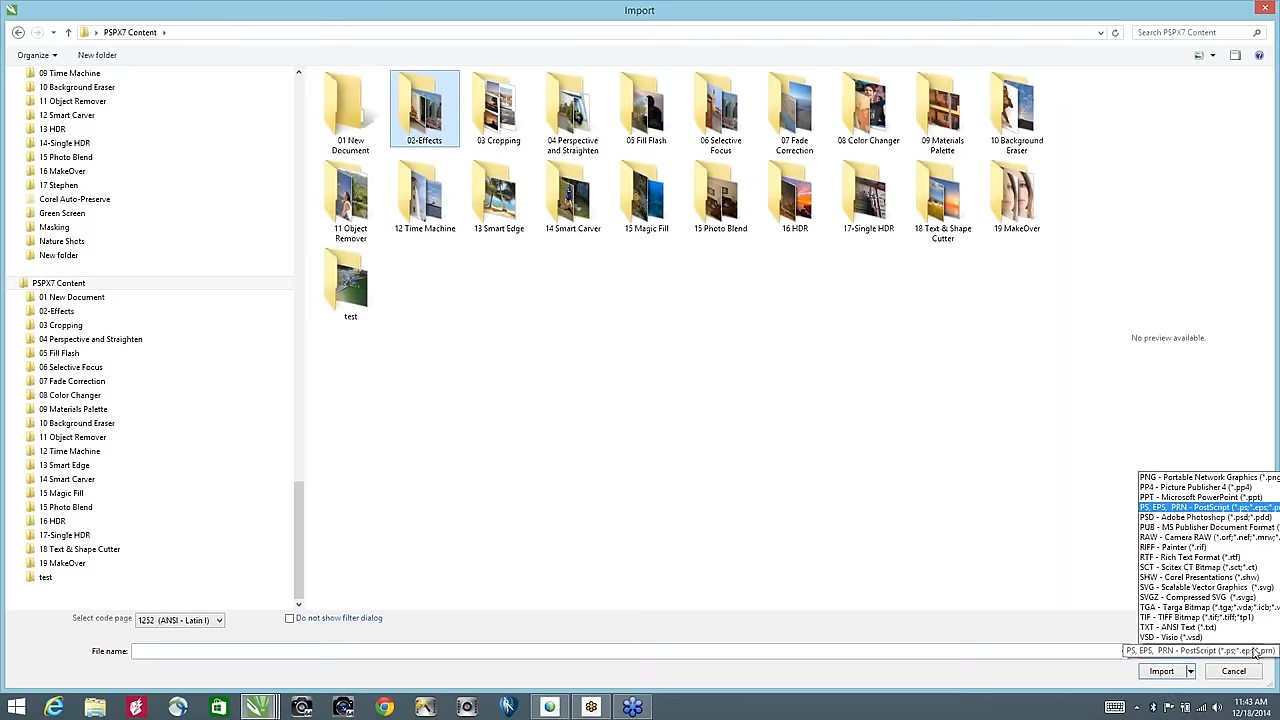 Import
PSPX7 Content
Search PSPX7 Content
Organize
New folder
09 Time Machine
10 Background Eraser
11 Object Remover
12 Smart Carver
13 HDR
14-Single HDR
15 Photo Blend
16 MakeOver
17 Stephen
Corel Auto-Preserve
Green Screen
Masking
Nature Shots
New folder
PSPX7 Content
01 New Document
02-Effects
03 Cropping
04 Perspective and Straighten
05 Fill Flash
06 Selective Focus
07 Fade Correction
08 Color Changer
09 Materials Palette
10 Background Eraser
11 Object Remover
12 Time Machine
13 Smart Edge
14 Smart Carver
15 Magic Fill
15 Photo Blend
16 HDR
17-Single HDR
18 Text & Shape Cutter
19 MakeOver
test
01 New
Document
02-Effects
03 Cropping
04 Perspective
and Straighten
05 Fill Flash
06 Selective
Focus
07 Fade
Correction
08 Color Changer
09 Materials
Palette
10 Background
Eraser
11 Object
Remover
12 Time Machine
13 Smart Edge
14 Smart Carver
15 Magic Fill
15 Photo Blend
16 HDR
17-Single HDR
18 Text & Shape
Cutter
19 MakeOver
test
No preview available.
PNG - Portable Network Graphics (*.png
PP4 - Picture Publisher 4 (*.pp4)
PPT - Microsoft PowerPoint (*.ppt)
PS, EPS, PRN - PostScript (*.ps;*.eps;*.p
PSD - Adobe Photoshop (*.psd;*.pdd)
PUB - MS Publisher Document Format (
RAW - Camera RAW (*.orf;*.nef;*.mrw;*.
RIFF - Painter (*.rif)
RTF - Rich Text Format (*.rtf)
SCT - Scitex CT Bitmap (*.sct;*.ct)
SHW - Corel Presentations (*.shw)
SVG - Scalable Vector Graphics (*.svg)
SVGZ - Compressed SVG (*.svgz)
TGA - Targa Bitmap (*.tga;*.vda;*.icb;*.v
TIF - TIFF Bitmap (*.tif;*.tiff;*tp1)
TXT - ANSI Text (*.txt)
VSD - Visio (*.vsd)
Select code page
1252 (ANSI - Latin I)
Do not show filter dialog
File name:
PS, EPS, PRN - PostScript (*.ps;*.eps;*.prn)
Import
Cancel
11:43 AM
12/18/2014